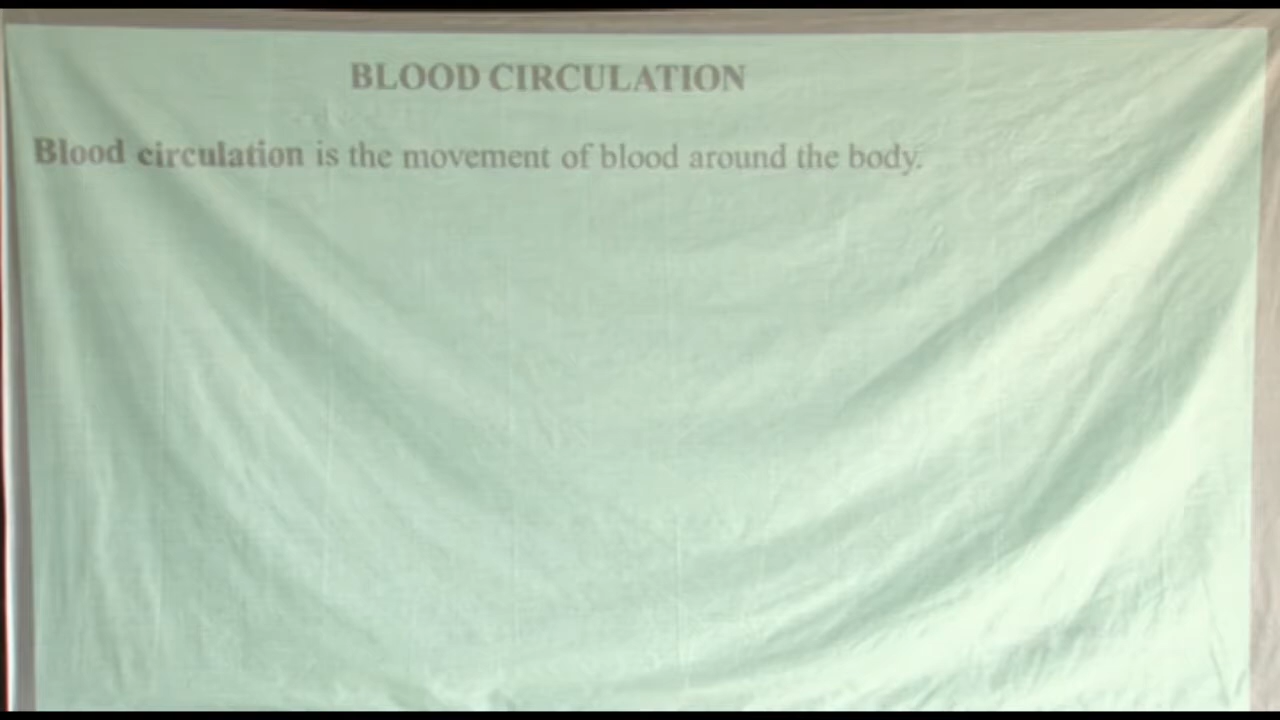 BLOOD CIRCULATION
Blood circulation is the movement of blood around the body.